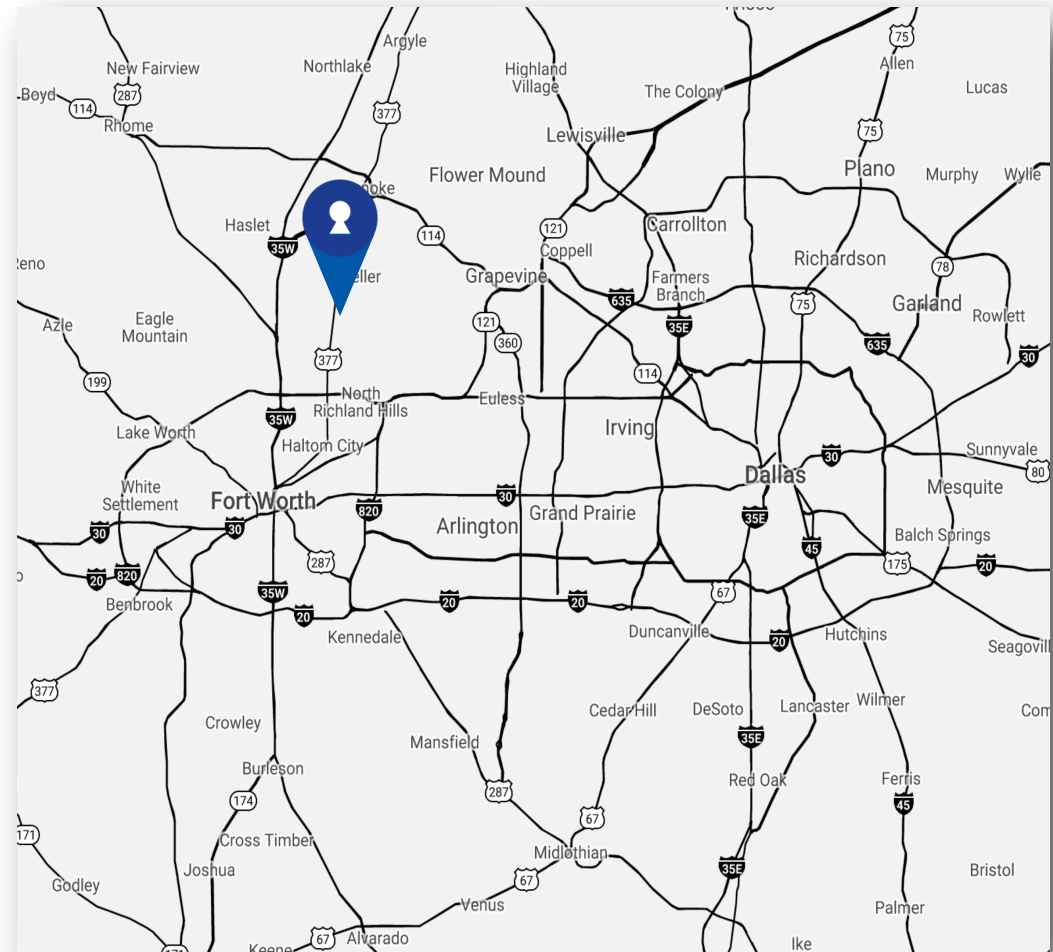 Argyle
75
New Fairview
Northlake
Highland
Village
Allen
287
Boyd
114
The Colony
Lucas
377
Rhome
Lewisville
75
Flower Mound
Plano
Murphy
Wylie
Haslet
35W
114
121
Carrollton
Coppell
Richardson
78
Grapevine
Farmers
Branch
635
75
Garland
Rowlett
Azle
Eagle
Mountain
121
360
35E
635
30
377
114
199
North
Richland Hills
Euless
35W
Irving
Lake Worth
Haltom City
30
Sunnyvale
80
Dallas
White
Settlement
Fort Worth
820
30
Grand Prairie
Mesquite
30
30
Arlington
35E
45
Balch Springs
287
175
20
20
820
35W
67
Benbrook
20
20
20
Kennedale
Duncanville
20
Hutchins
377
Crowley
Cedar Hill
DeSoto
Lancaster
Wilmer
Mansfield
35E
Burleson
Red Oak
Ferris
174
287
45
67
171
Cross Timber
Midlothian
Joshua
35E
Godley
67
Bristol
Venus
Palmer
67
Alvarado
Keene
Ike
171